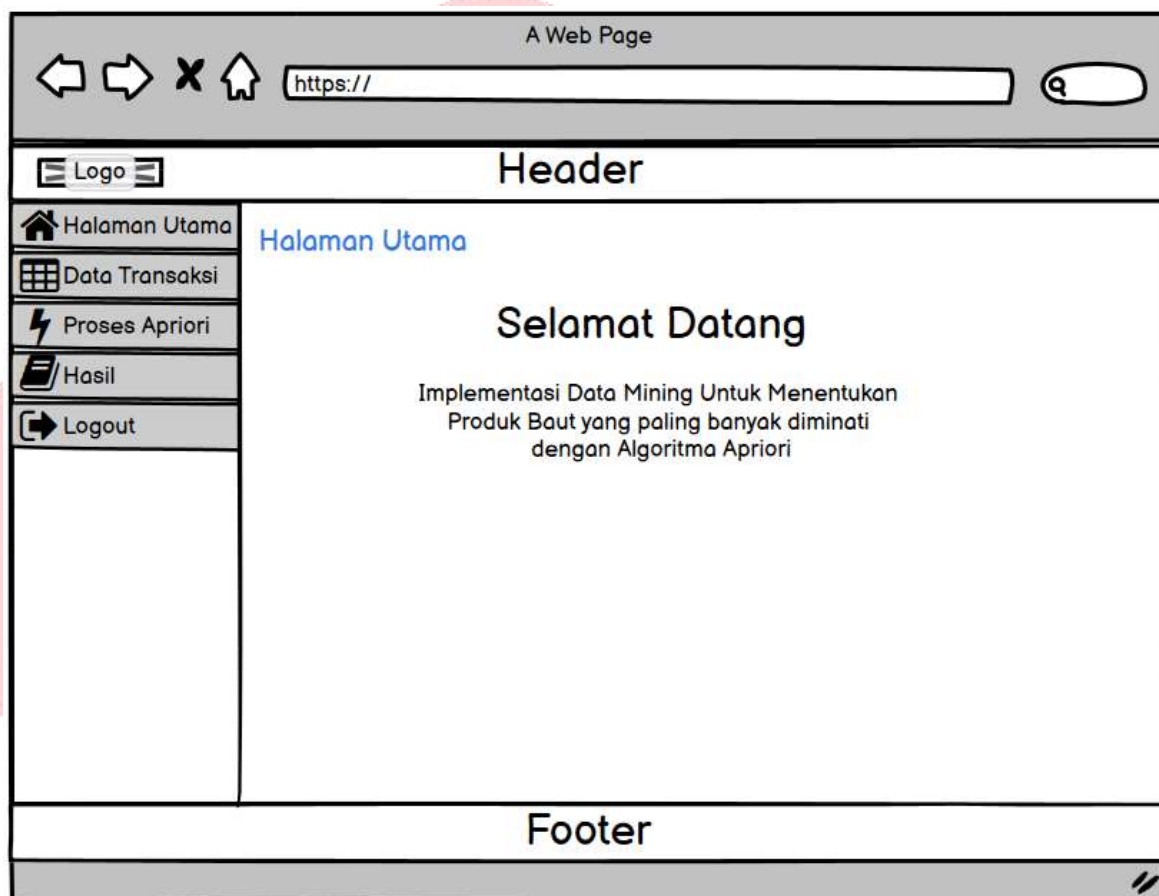 A Web Page
https://
Logo
Header
Halaman Utama
Data Transaksi
Proses Apriori
Hasil
Logout
Halaman Utama
Selamat Datang
Implementasi Data Mining Untuk Menentukan
Produk Baut yang paling banyak diminati
dengan Algoritma Apriori
Footer